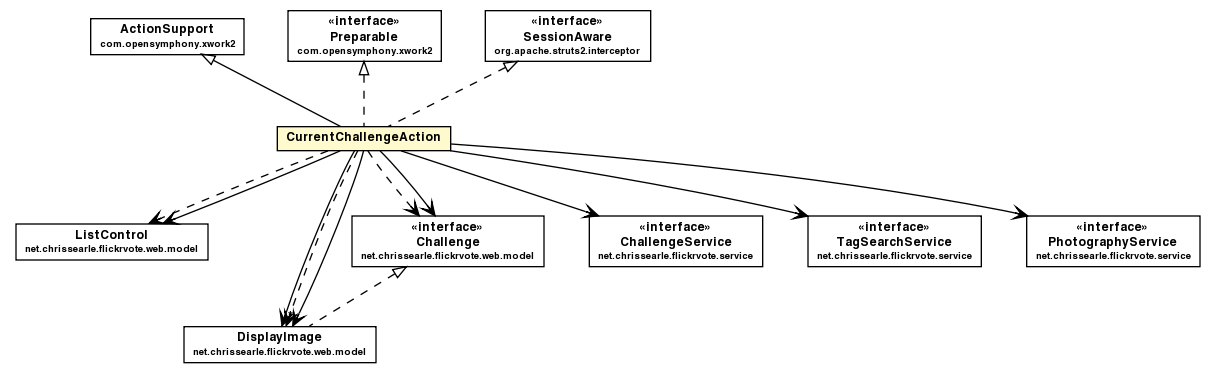 ActionSupport
com.opensymphony.xwork2
«interface»
Preparable
com.opensymphony.xwork2
«interface»
SessionAware
org.apache.struts2.interceptor
CurrentChallengeAction
ListControl
net.chrissearle.flickrvote.web.model
«interface»
Challenge
net.chrissearle.flickrvote.web.model
«interface»
ChallengeService
net.chrissearle.flickrvote.service
«interface»
TagSearchService
net.chrissearle.flickrvote.service
«interface»
PhotographyService
net.chrissearle.flickrvote.service
DisplayImage
net.chrissearle.flickrvote.web.model